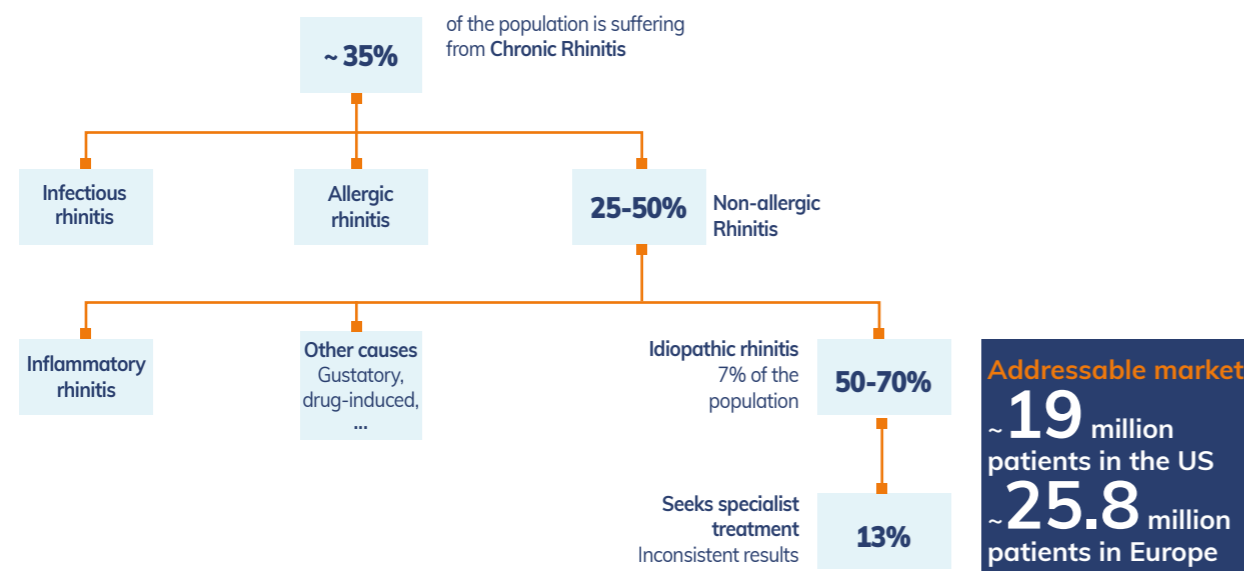 ~ 35%
of the population is suffering
from Chronic Rhinitis
Infectious
rhinitis
Allergic
rhinitis
25-50%
Non-allergic
Rhinitis
Inflammatory
rhinitis
Other causes
Gustatory,
drug-induced,
...
Idiopathic rhinitis
7% of the
population
50-70%
Seeks specialist
treatment
Inconsistent results
13%
Addressable market
~19 million
patients in the US
~25.8 million
patients in Europe